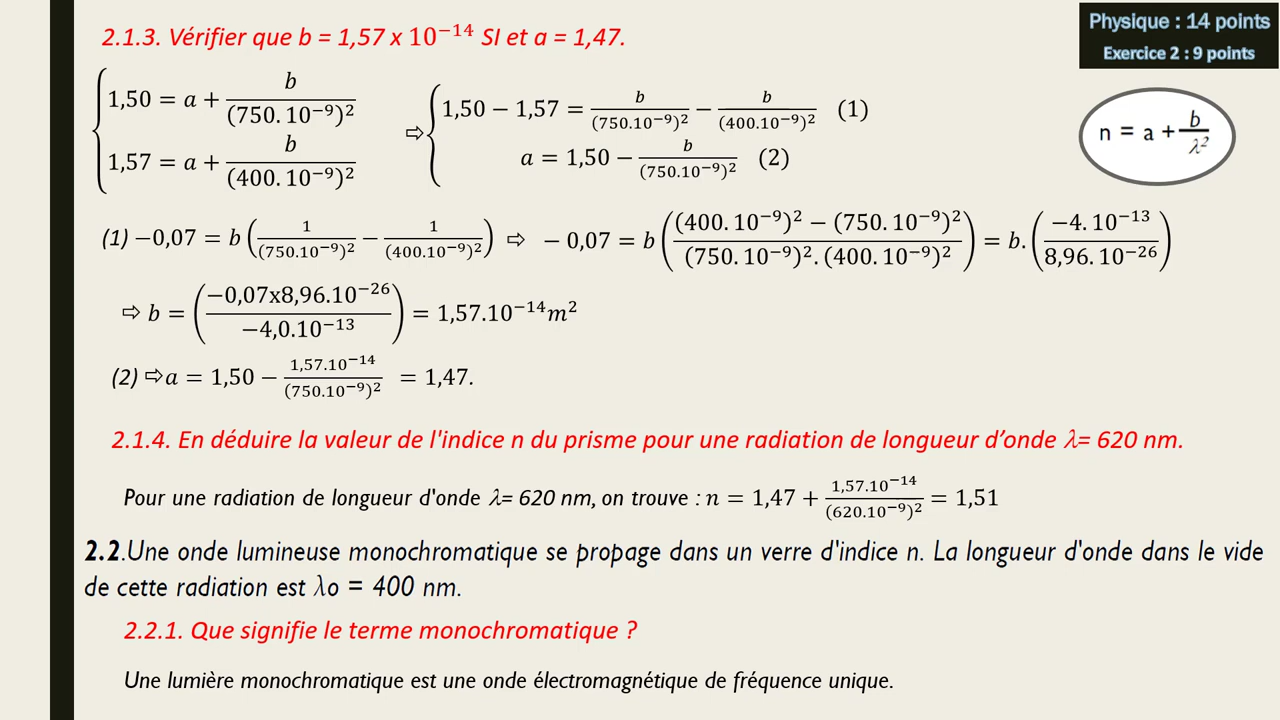 2.1.3. Vérifier que b = 1,57 x 10⁻¹⁴ SI et a = 1,47.
Physique : 14 points
Exercice 2 : 9 points
n = a + b/λ²
{ 1,50 = a + b/(750. 10⁻⁹)²
1,57 = a + b/(400. 10⁻⁹)²
⇨ { 1,50 − 1,57 = b/(750.10⁻⁹)² − b/(400.10⁻⁹)² (1)
a = 1,50 − b/(750.10⁻⁹)² (2)
(1) −0,07 = b (1/(750.10⁻⁹)² − 1/(400.10⁻⁹)²) ⇨ − 0,07 = b ( ((400. 10⁻⁹)² − (750. 10⁻⁹)²)/((750. 10⁻⁹)². (400. 10⁻⁹)²) ) = b. (−4. 10⁻¹³/8,96. 10⁻²⁶)
⇨ b = (−0,07x8,96.10⁻²⁶/−4,0.10⁻¹³) = 1,57.10⁻¹⁴m²
(2) ⇨ a = 1,50 − 1,57.10⁻¹⁴/(750.10⁻⁹)² = 1,47.
2.1.4. En déduire la valeur de l'indice n du prisme pour une radiation de longueur d’onde λ= 620 nm.
Pour une radiation de longueur d'onde λ= 620 nm, on trouve : n = 1,47 + 1,57.10⁻¹⁴/(620.10⁻⁹)² = 1,51
2.2.Une onde lumineuse monochromatique se propage dans un verre d'indice n. La longueur d'onde dans le vide
de cette radiation est λo = 400 nm.
2.2.1. Que signifie le terme monochromatique ?
Une lumière monochromatique est une onde électromagnétique de fréquence unique.